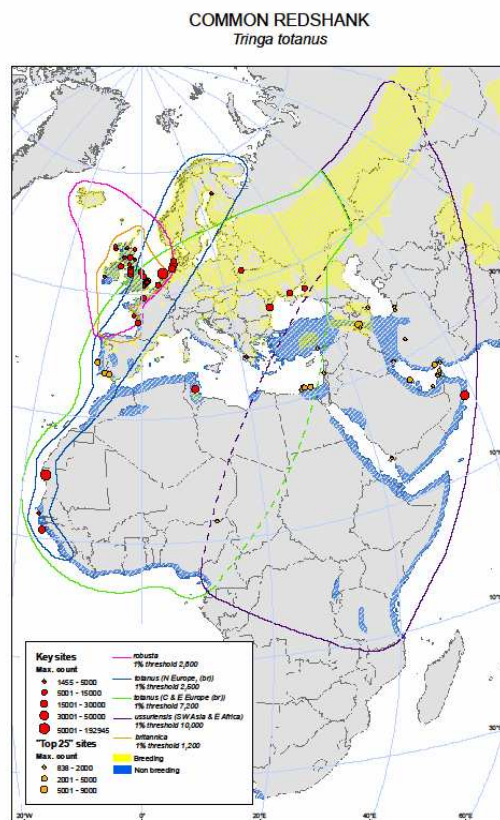 COMMON REDSHANK
Tringa totanus
Key sites
Max. count
1455 - 5000
5001 - 15000
15001 - 30000
30001 - 50000
50001 - 192945
"Top 25" sites
Max. count
838 - 2000
2001 - 5000
5001 - 9000
robusta
1% threshold 2,800
totanus (N Europe, (br))
1% threshold 2,500
totanus (C & E Europe (br))
1% threshold 7,200
ussuriensis (SW Asia & E Africa)
1% threshold 10,000
britannica
1% threshold 1,200
Breeding
Non breeding
10°W
0°
20°E
40°E